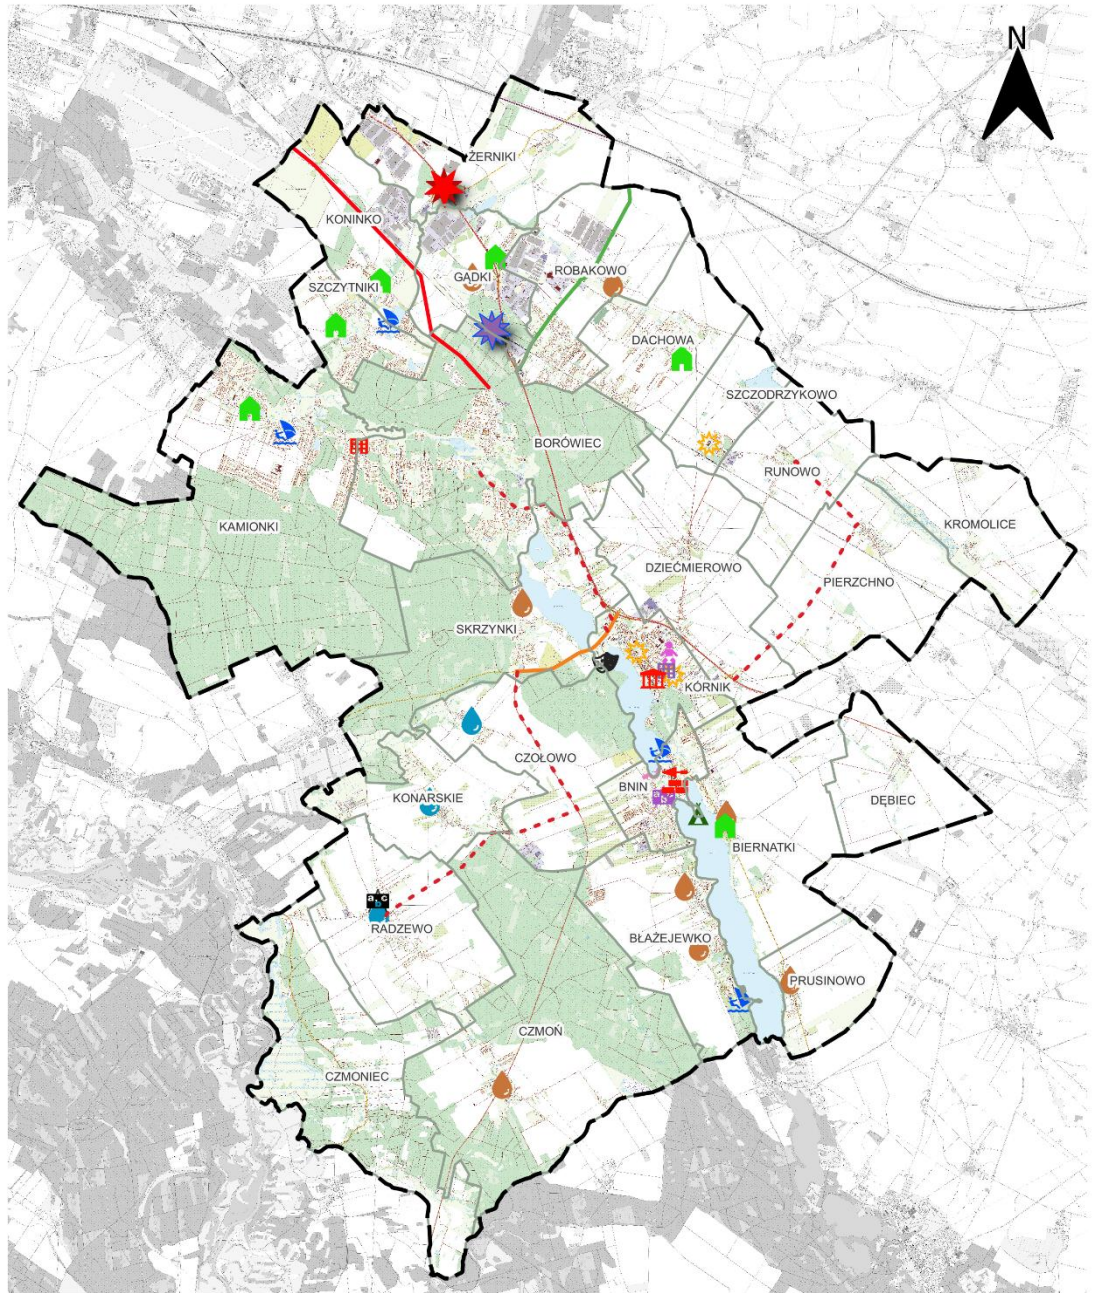 N
ŻERNIKI
KONINKO
GĄDKI
ROBAKOWO
SZCZYTNIKI
DACHOWA
SZCZODRZYKOWO
BORÓWIEC
RUNOWO
KAMIONKI
KROMOLICE
DZIEĆMIEROWO
PIERZCHNO
SKRZYNKI
KÓRNIK
CZOŁOWO
BNIN
KONARSKIE
DĘBIEC
BIERNATKI
a, c
b
RADZEWO
BŁAŻEJEWKO
PRUSINOWO
CZMOŃ
CZMONIEC